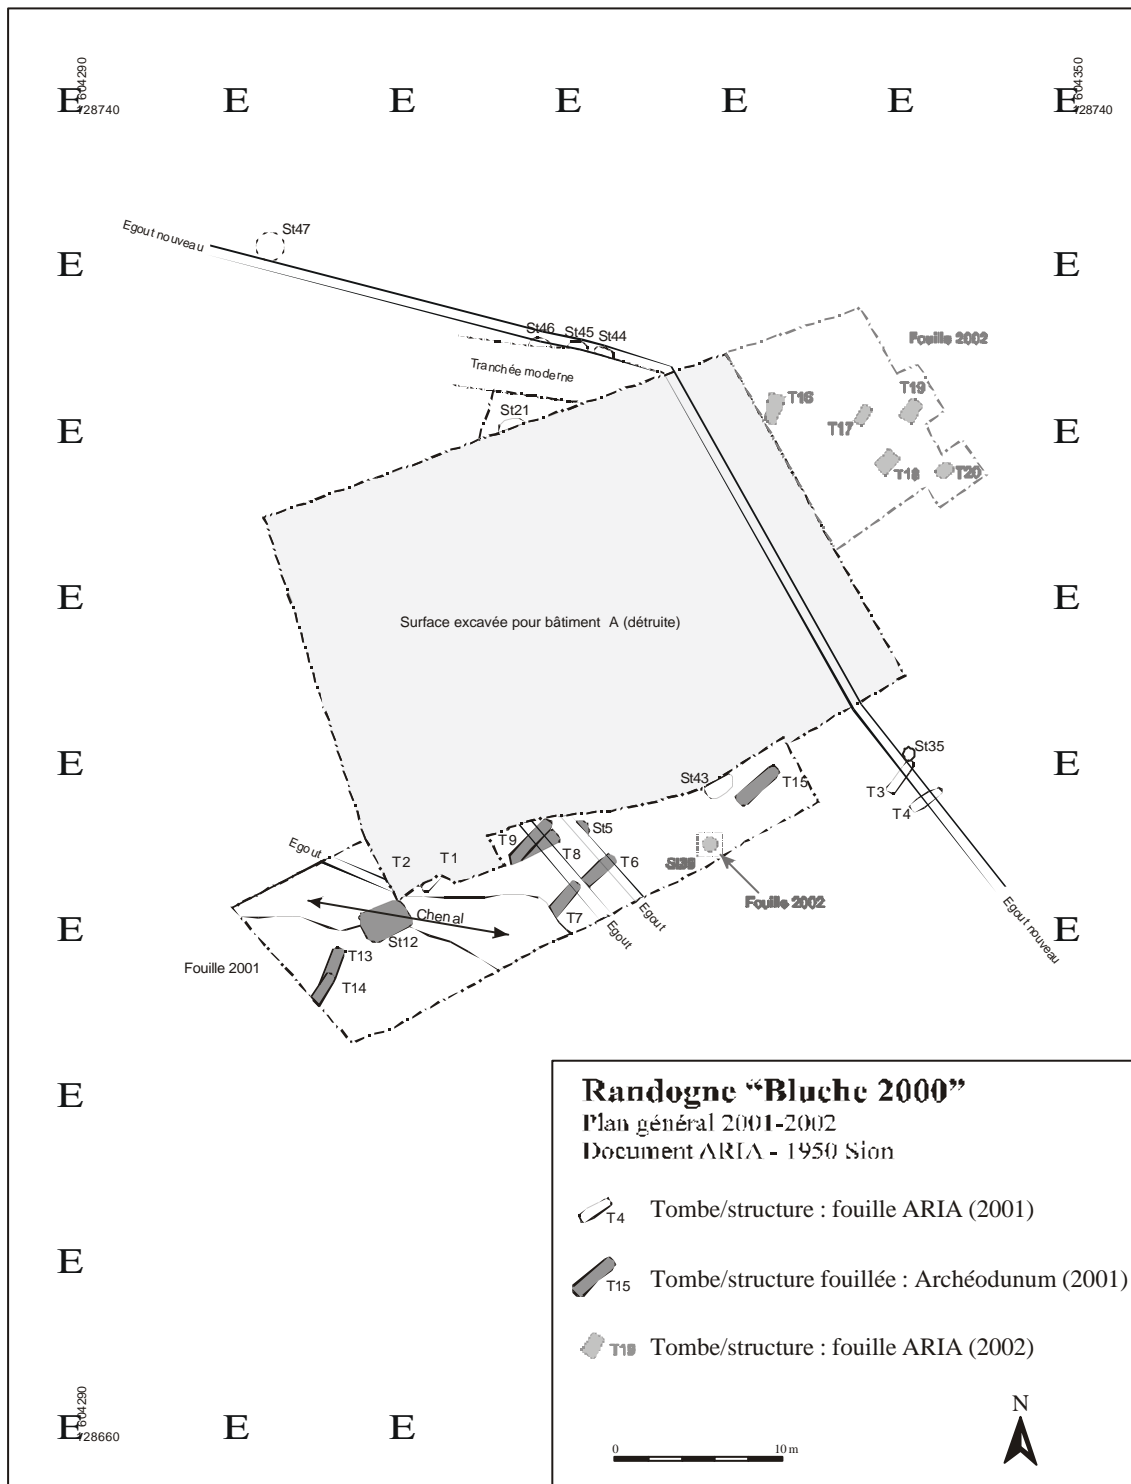 604290
604350
E E E E E E E
128740
128740
Egout nouveau
St47
E
E
St46 St45 St44
Fouille 2002
Tranchée moderne
T16
T19
St21
T17
E
E
T18
T20
E
E
Surface excavée pour bâtiment A (détruite)
St35
E
St43
T15
T3
E
T4
St5
T9
T8
Egout
T2
T1
T6
Fouille 2002
Chenal
T7
Egout
Egout
E
St12
E
Egout nouveau
T13
Fouille 2001
T14
E
Randogne “Bluche 2000”
Plan général 2001-2002
Document ARIA - 1950 Sion
T4 Tombe/structure : fouille ARIA (2001)
E
T15 Tombe/structure fouillée : Archéodunum (2001)
Tombe/structure : fouille ARIA (2002)
604290
E E E
128660
N
0 10 m